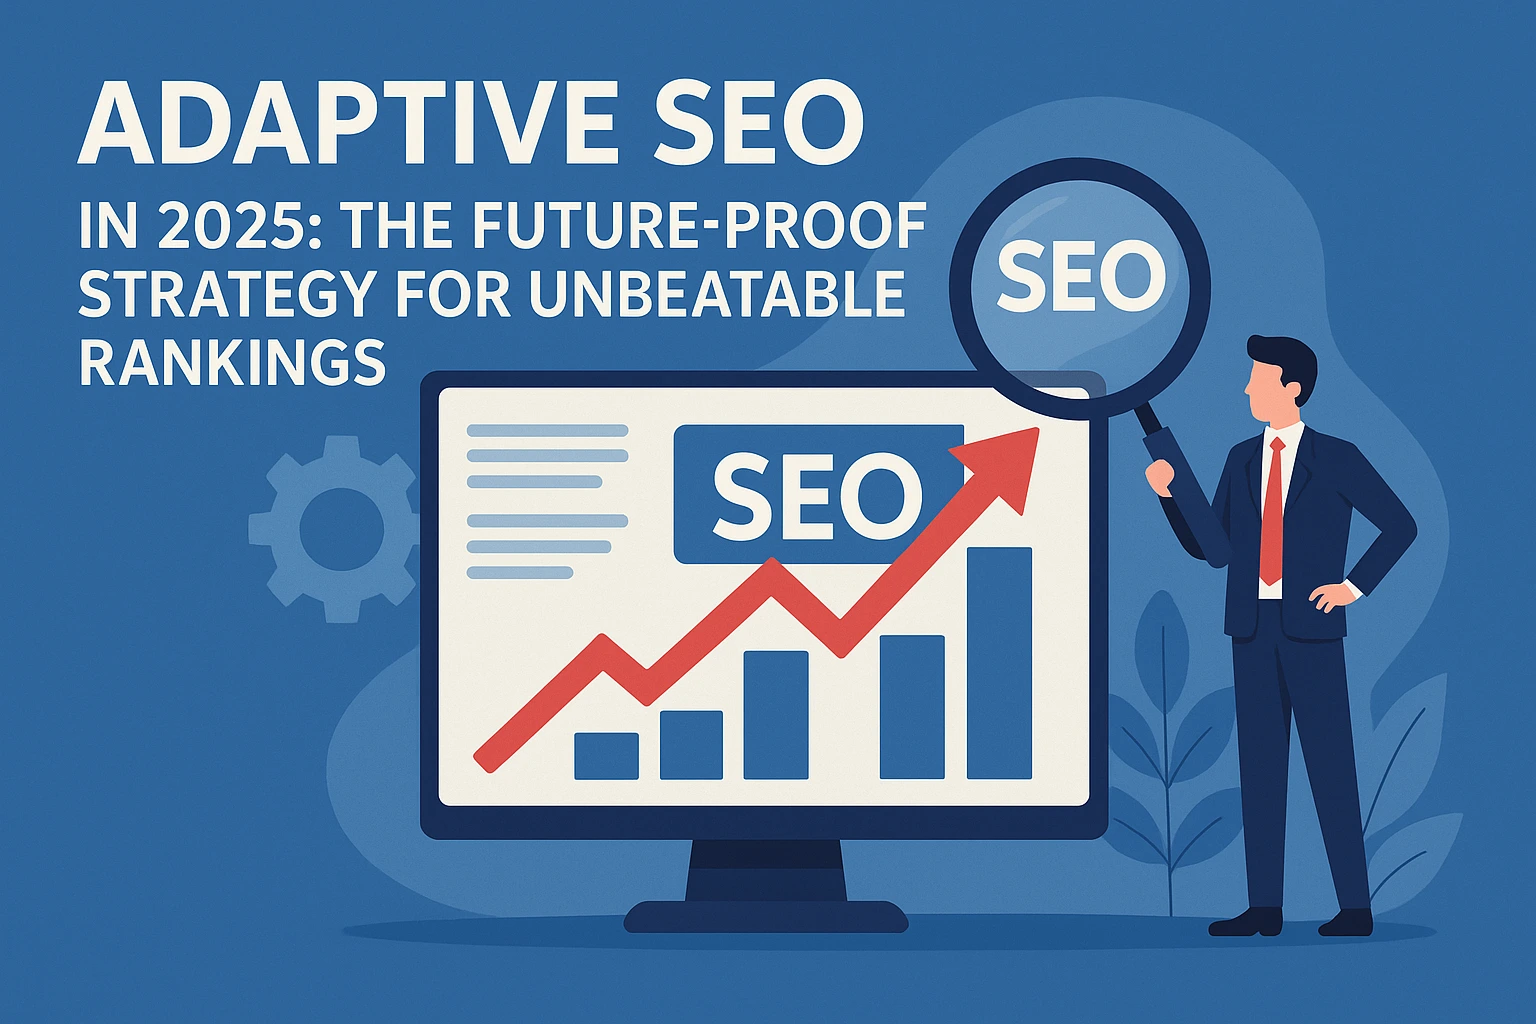 ADAPTIVE SEO
IN 2025: THE FUTURE-PROOF
STRATEGY FOR UNBEATABLE
RANKINGS
SEO
SEO